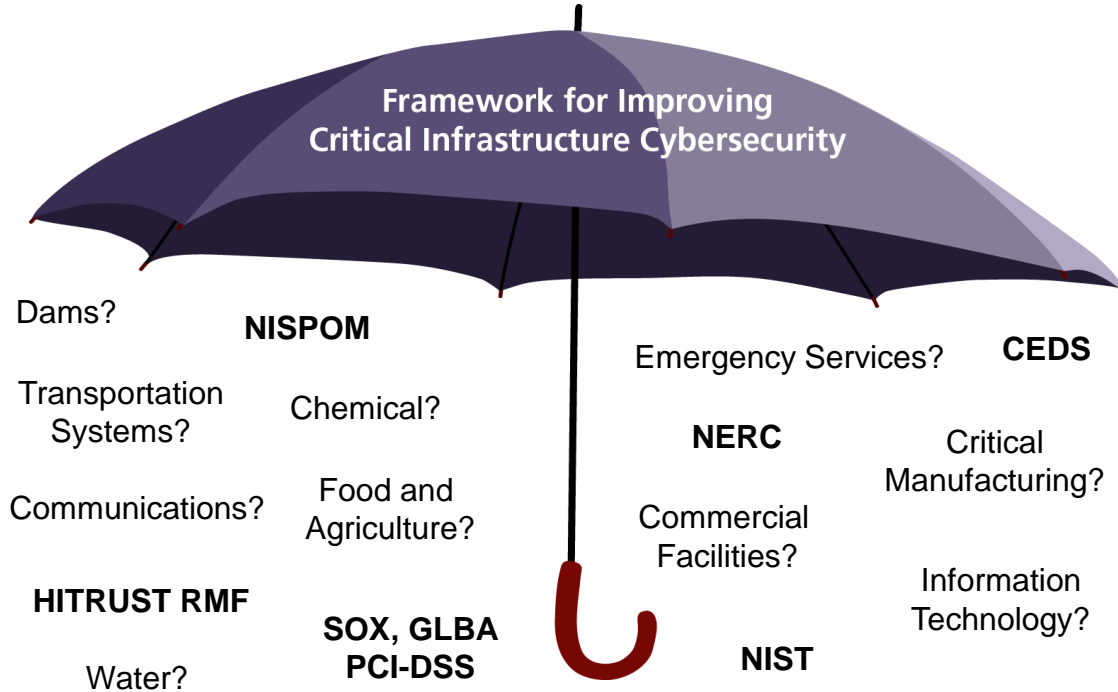 Framework for Improving
Critical Infrastructure Cybersecurity
Dams?
NISPOM
Emergency Services?
CEDS
Transportation
Systems?
Chemical?
NERC
Critical
Manufacturing?
Communications?
Food and
Agriculture?
Commercial
Facilities?
HITRUST RMF
SOX, GLBA
PCI-DSS
Information
Technology?
Water?
NIST